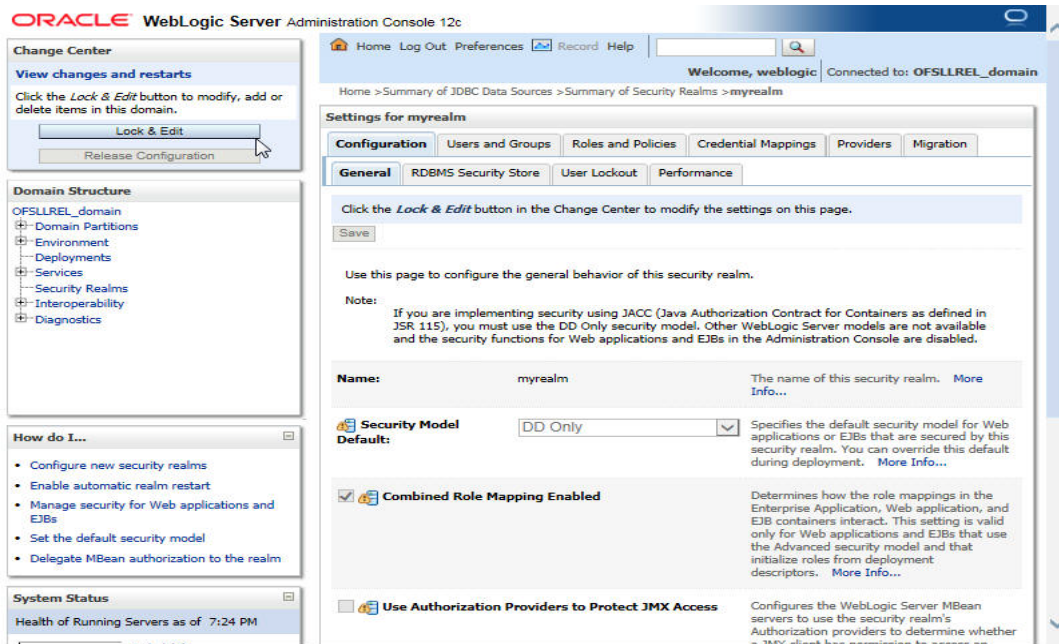 ORACLE WebLogic Server Administration Console 12c
Change Center
View changes and restarts
Click the Lock & Edit button to modify, add or
delete items in this domain.
Lock & Edit
Release Configuration
Domain Structure
OFSLLREL_domain
Domain Partitions
Environment
Deployments
Services
Security Realms
Interoperability
Diagnostics
How do I...
Configure new security realms
Enable automatic realm restart
Manage security for Web applications and
EJBs
Set the default security model
Delegate MBean authorization to the realm
System Status
Health of Running Servers as of 7:24 PM
Home Log Out Preferences Record Help
Welcome, weblogic Connected to: OFSLLREL_domain
Home >Summary of JDBC Data Sources >Summary of Security Realms >myrealm
Settings for myrealm
Configuration Users and Groups Roles and Policies Credential Mappings Providers Migration
General RDBMS Security Store User Lockout Performance
Click the Lock & Edit button in the Change Center to modify the settings on this page.
Save
Use this page to configure the general behavior of this security realm.
Note:
If you are implementing security using JACC (Java Authorization Contract for Containers as defined in
JSR 115), you must use the DD Only security model. Other WebLogic Server models are not available
and the security functions for Web applications and EJBs in the Administration Console are disabled.
Name: myrealm The name of this security realm. More
Info...
Security Model DD Only Specifies the default security model for Web
Default: applications or EJBs that are secured by this
security realm. You can override this default
during deployment. More Info...
Combined Role Mapping Enabled Determines how the role mappings in the
Enterprise Application, Web application, and
EJB containers interact. This setting is valid
only for Web applications and EJBs that use
the Advanced security model and that
initialize roles from deployment
descriptors. More Info...
Use Authorization Providers to Protect JMX Access Configures the WebLogic Server MBean
servers to use the security realm's
Authorization providers to determine whether
a JMX client has permission to access an